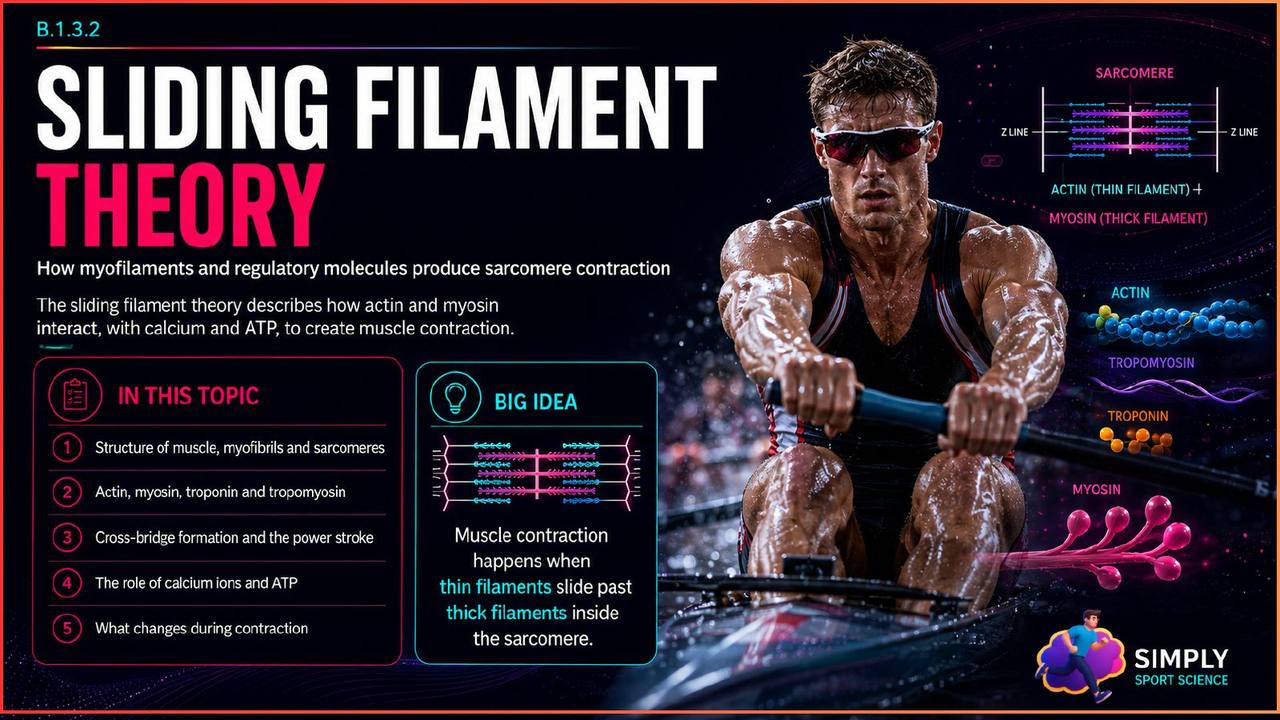 B.1.3.2
SLIDING FILAMENT
THEORY
How myofilaments and regulatory molecules produce sarcomere contraction
The sliding filament theory describes how actin and myosin
interact, with calcium and ATP, to create muscle contraction.
IN THIS TOPIC
1 Structure of muscle, myofibrils and sarcomeres
2 Actin, myosin, troponin and tropomyosin
3 Cross-bridge formation and the power stroke
4 The role of calcium ions and ATP
5 What changes during contraction
BIG IDEA
Muscle contraction
happens when
thin filaments slide past
thick filaments inside
the sarcomere.
SARCOMERE
Z LINE
Z LINE
ACTIN (THIN FILAMENT)
MYOSIN (THICK FILAMENT)
ACTIN
TROPOMYOSIN
TROPONIN
MYOSIN
SIMPLY
SPORT SCIENCE